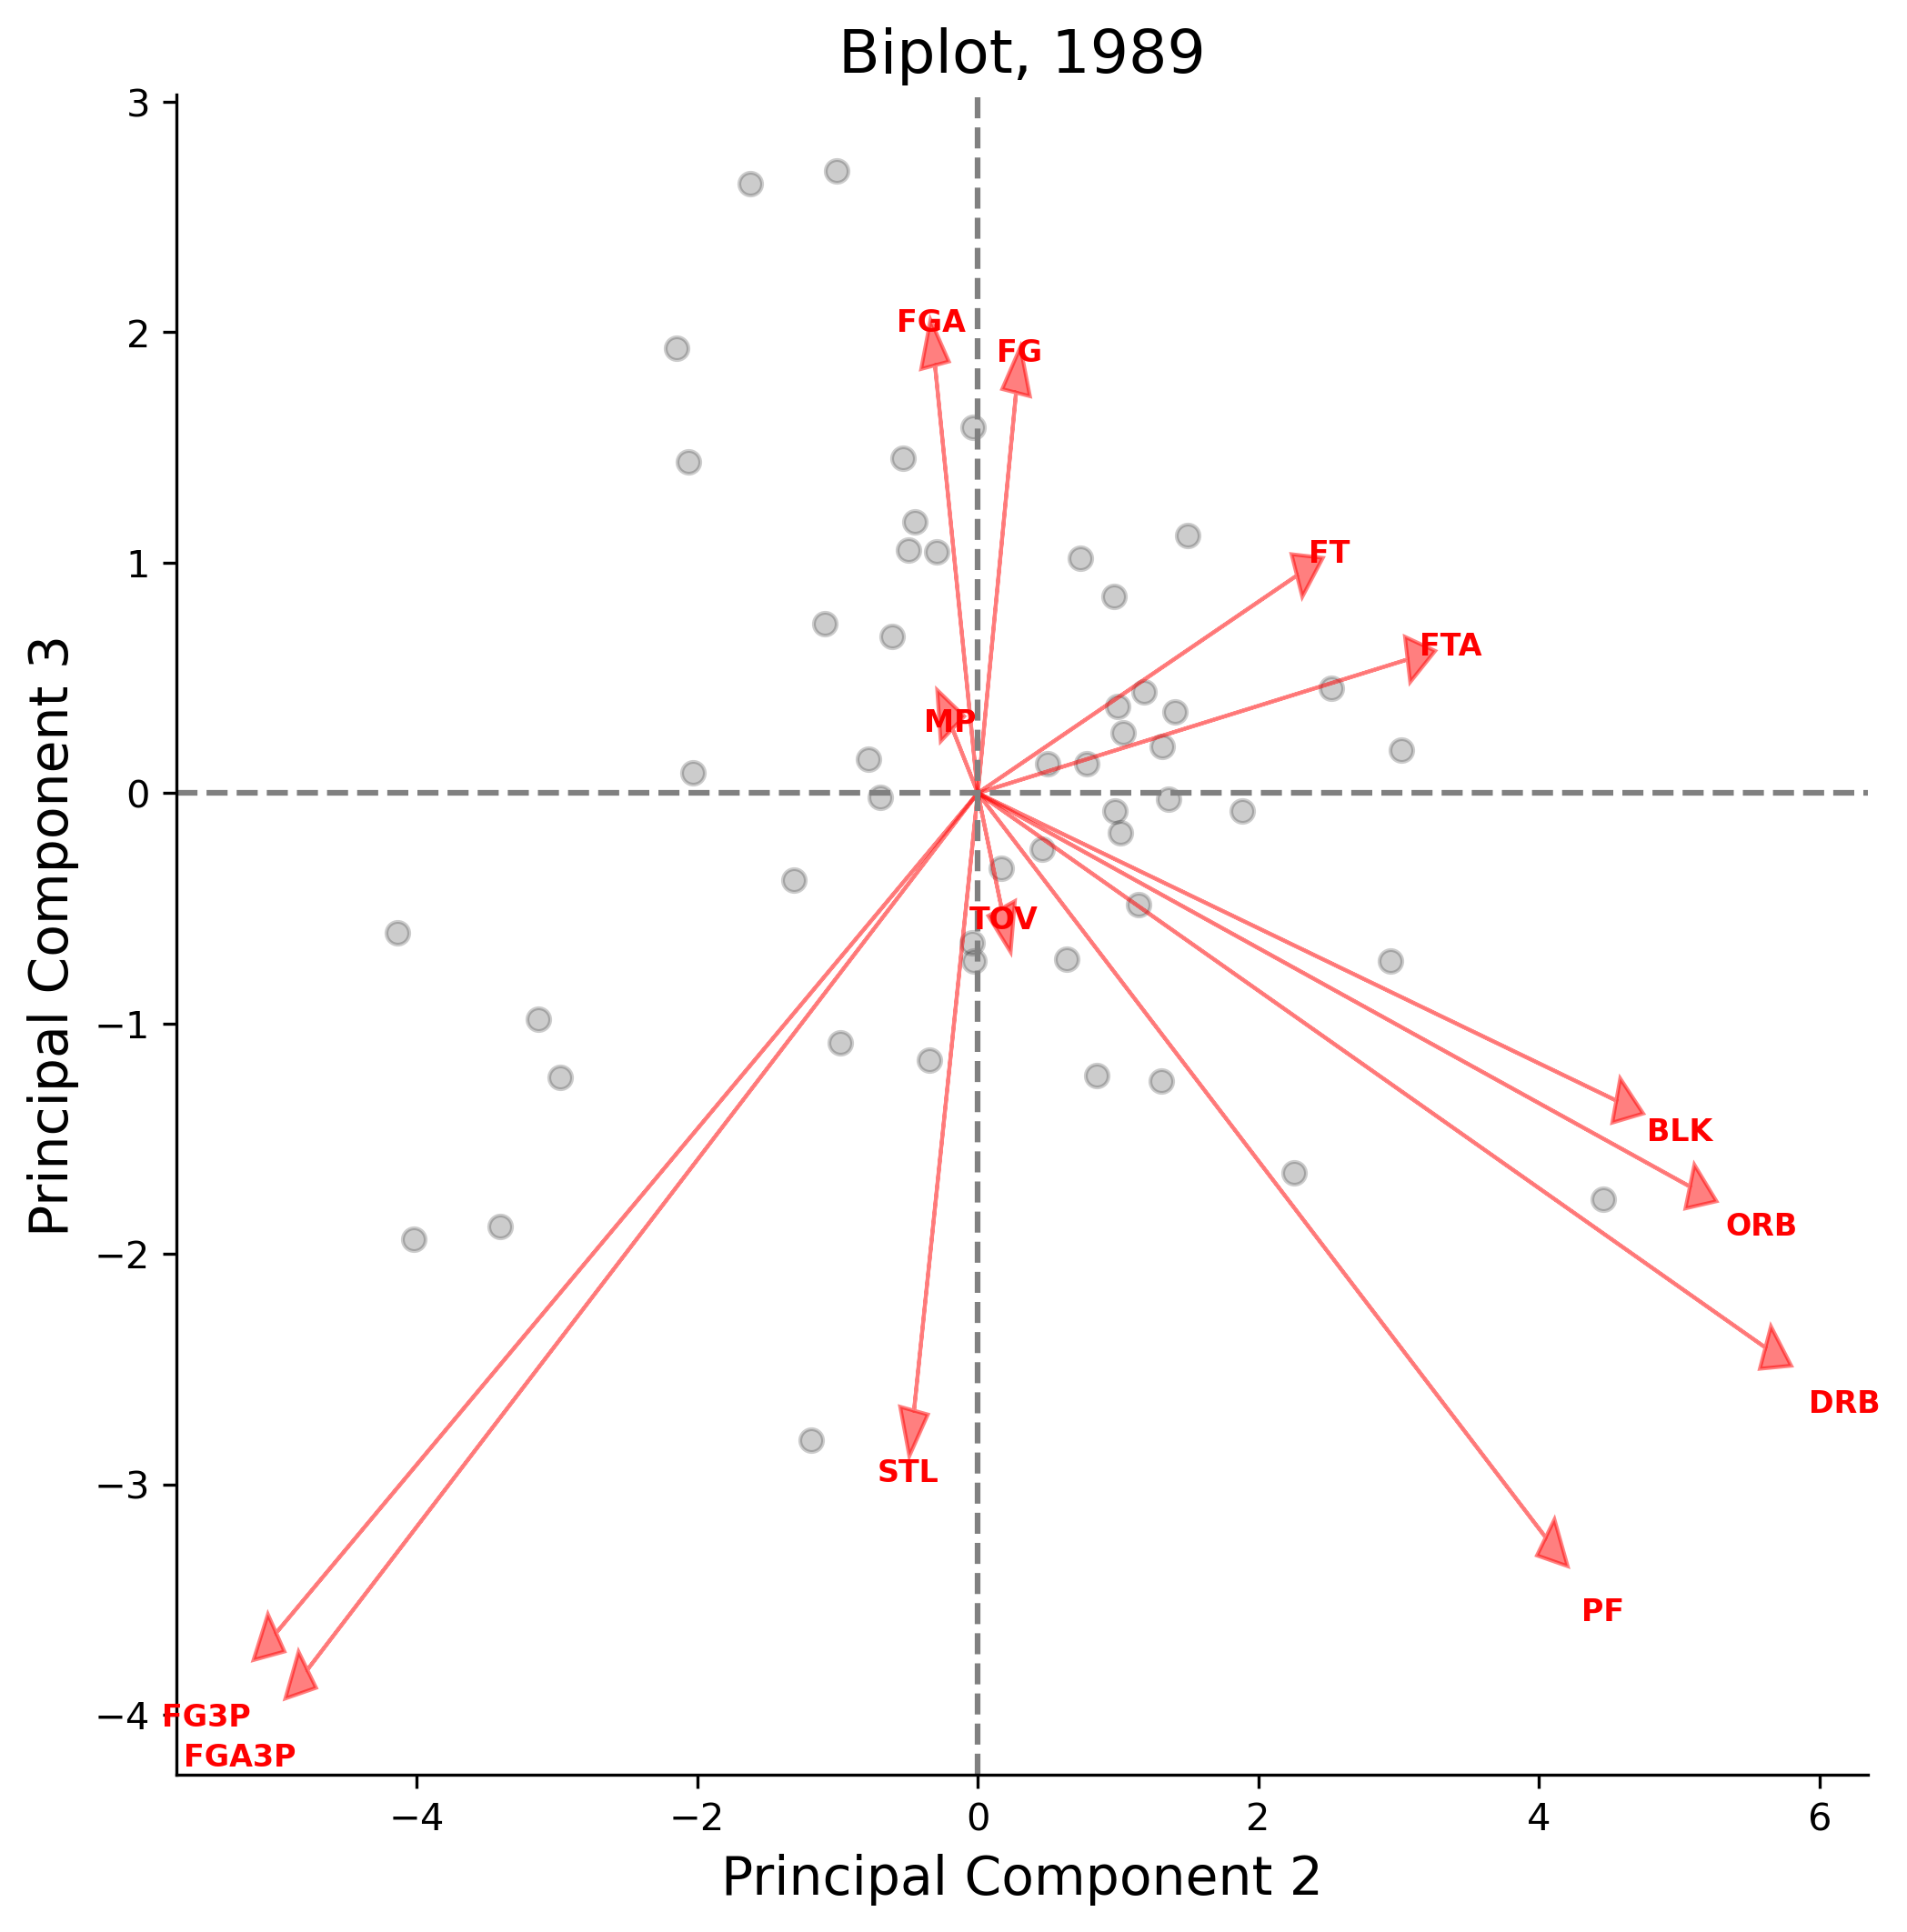 Biplot, 1989
3
2
1
0
−1
−2
−3
−4
Principal Component 3
FGA
FG
FT
FTA
MP
TOV
BLK
ORB
DRB
STL
PF
FG3P
FGA3P
−4
−2
0
2
4
6
Principal Component 2